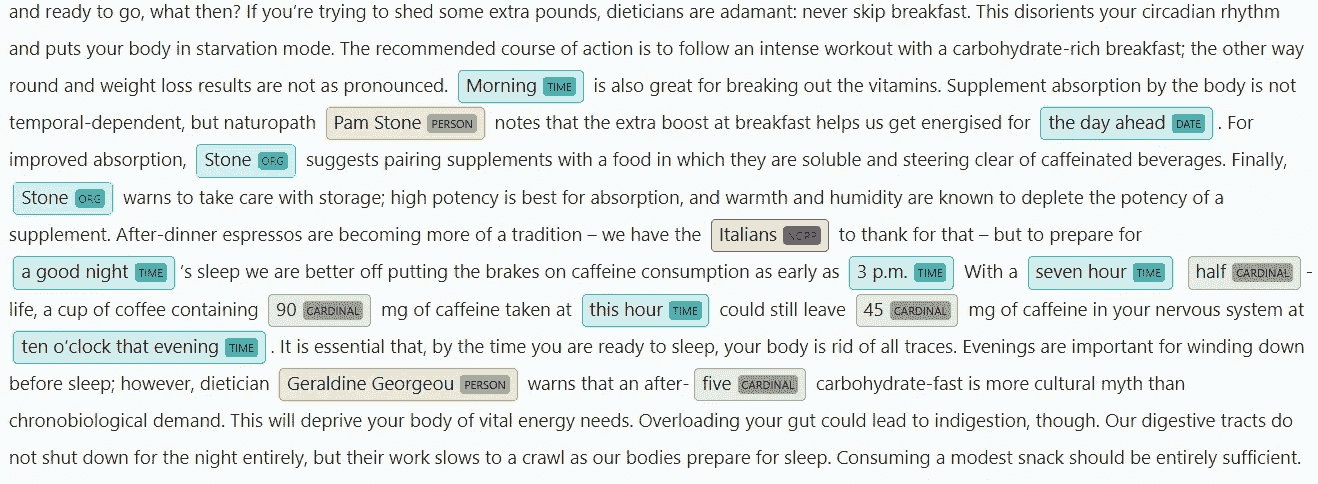 and ready to go, what then? If you're trying to shed some extra pounds, dieticians are adamant: never skip breakfast. This disorients your circadian rhythm
and puts your body in starvation mode. The recommended course of action is to follow an intense workout with a carbohydrate-rich breakfast; the other way
round and weight loss results are not as pronounced. Morning TIME is also great for breaking out the vitamins. Supplement absorption by the body is not
temporal-dependent, but naturopath Pam Stone PERSON notes that the extra boost at breakfast helps us get energised for the day ahead DATE . For
improved absorption, Stone ORG suggests pairing supplements with a food in which they are soluble and steering clear of caffeinated beverages. Finally,
Stone ORG warns to take care with storage; high potency is best for absorption, and warmth and humidity are known to deplete the potency of a
supplement. After-dinner espressos are becoming more of a tradition – we have the Italians NORP to thank for that – but to prepare for
a good night TIME 's sleep we are better off putting the brakes on caffeine consumption as early as 3 p.m. TIME With a seven hour TIME half CARDINAL -
life, a cup of coffee containing 90 CARDINAL mg of caffeine taken at this hour TIME could still leave 45 CARDINAL mg of caffeine in your nervous system at
ten o'clock that evening TIME . It is essential that, by the time you are ready to sleep, your body is rid of all traces. Evenings are important for winding down
before sleep; however, dietician Geraldine Georgeou PERSON warns that an after- five CARDINAL carbohydrate-fast is more cultural myth than
chronobiological demand. This will deprive your body of vital energy needs. Overloading your gut could lead to indigestion, though. Our digestive tracts do
not shut down for the night entirely, but their work slows to a crawl as our bodies prepare for sleep. Consuming a modest snack should be entirely sufficient.